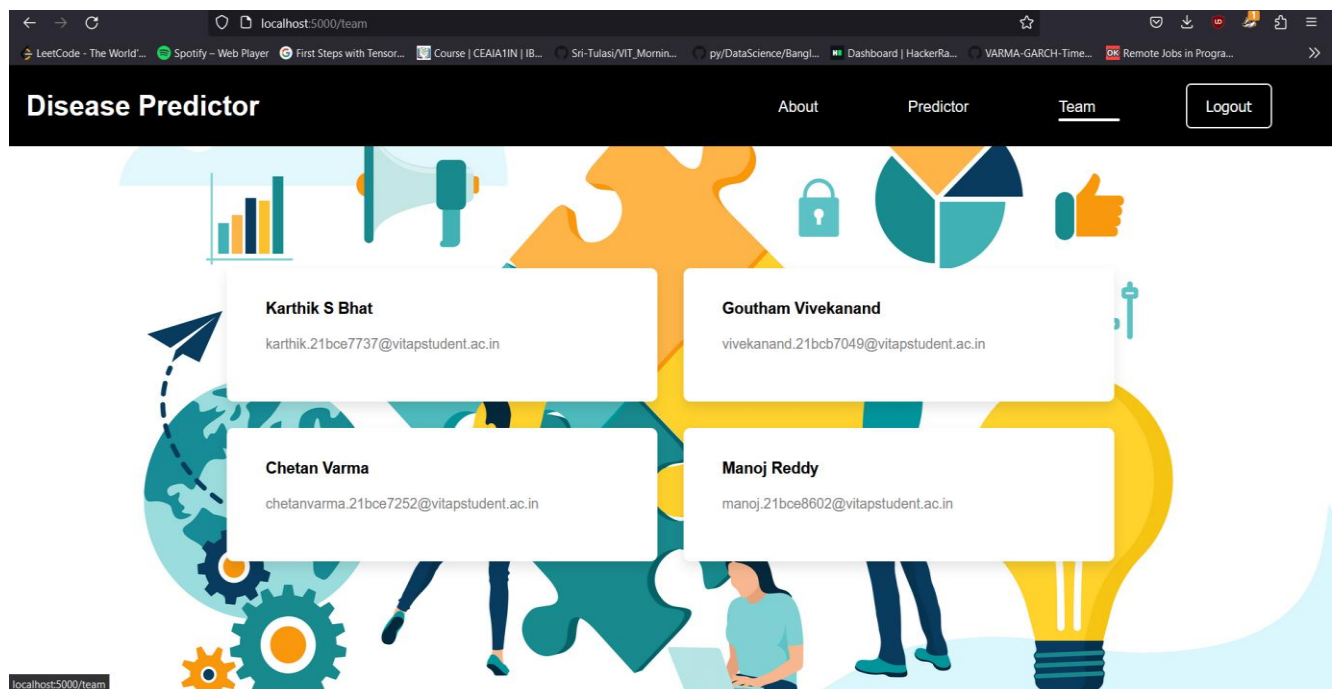 localhost:5000/team
LeetCode - The World'... Spotify – Web Player First Steps with Tensor... Course | CEAIA1IN | IB... Sri-Tulasi/VIT_Mornin... py/DataScience/Bangl... Dashboard | HackerRa... VARMA-GARCH-Time... Remote Jobs in Progra...
Disease Predictor About Predictor Team Logout
Karthik S Bhat
karthik.21bce7737@vitapstudent.ac.in
Goutham Vivekanand
vivekanand.21bcb7049@vitapstudent.ac.in
Chetan Varma
chetanvarma.21bce7252@vitapstudent.ac.in
Manoj Reddy
manoj.21bce8602@vitapstudent.ac.in
localhost:5000/team